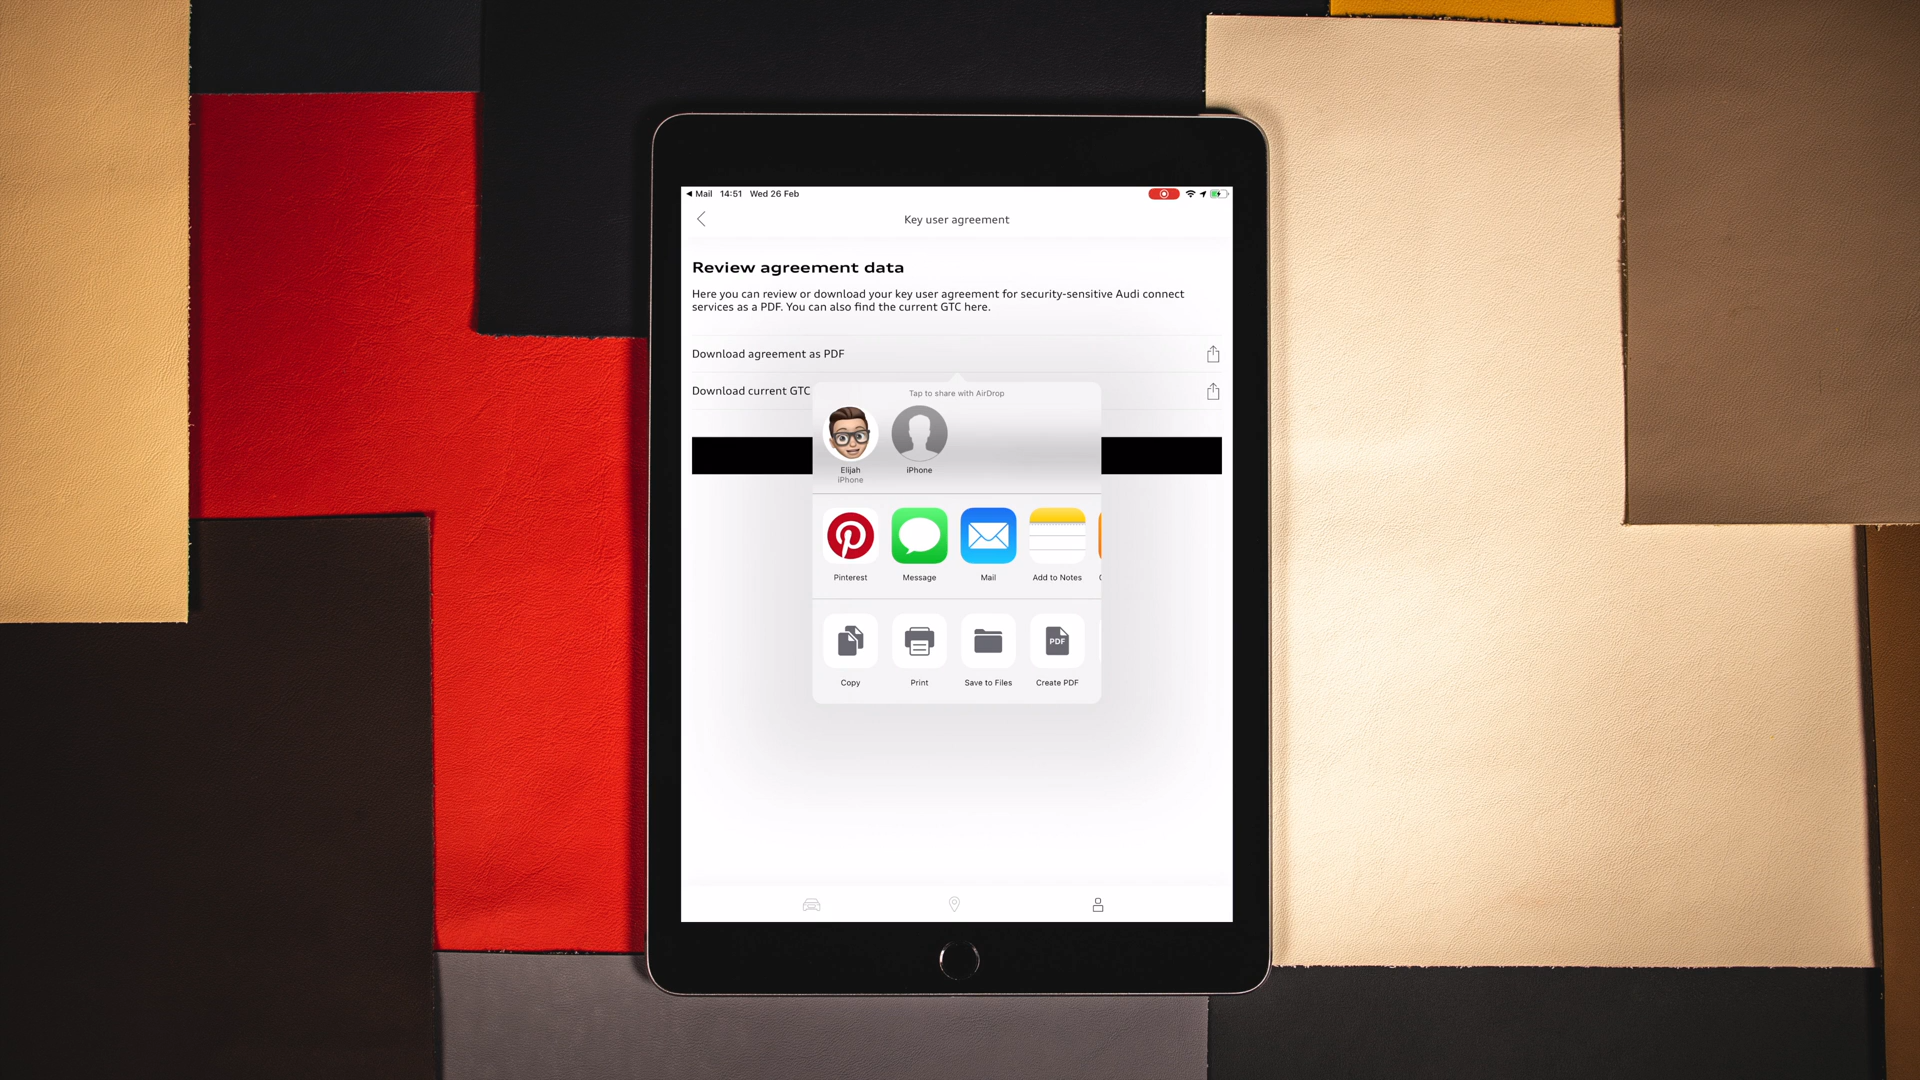 ◀ Mail 14:51 Wed 26 Feb
Key user agreement
Review agreement data
Here you can review or download your key user agreement for security-sensitive Audi connect
services as a PDF. You can also find the current GTC here.
Download agreement as PDF
Download current GTC
Tap to share with AirDrop
Elijah
iPhone
iPhone
Pinterest
Message
Mail
Add to Notes
PDF
Copy
Print
Save to Files
Create PDF